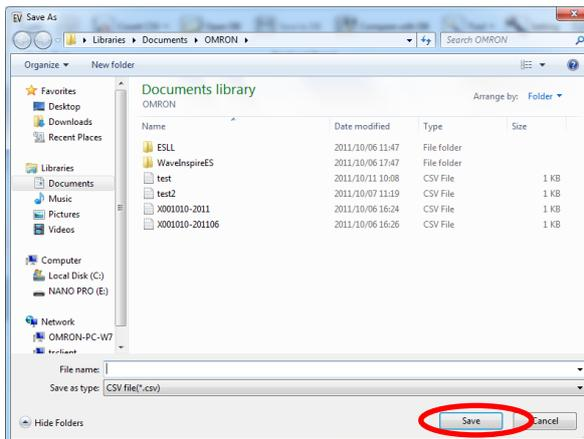 EV Save As
Libraries Documents OMRON Search OMRON
Organize New folder
Favorites
Desktop
Downloads
Recent Places
Libraries
Documents
Music
Pictures
Videos
Computer
Local Disk (C:)
NANO PRO (E:)
Network
OMRON-PC-W7
tsclient
Documents library
OMRON
Arrange by: Folder
Name Date modified Type Size
ESLL 2011/10/06 11:47 File folder
WaveInspireES 2011/10/06 17:47 File folder
test 2011/10/11 10:08 CSV File 1 KB
test2 2011/10/07 11:19 CSV File 1 KB
X001010-2011 2011/10/06 16:24 CSV File 1 KB
X001010-201106 2011/10/06 16:26 CSV File 1 KB
File name:
Save as type: CSV file(*.csv)
Hide Folders Save Cancel